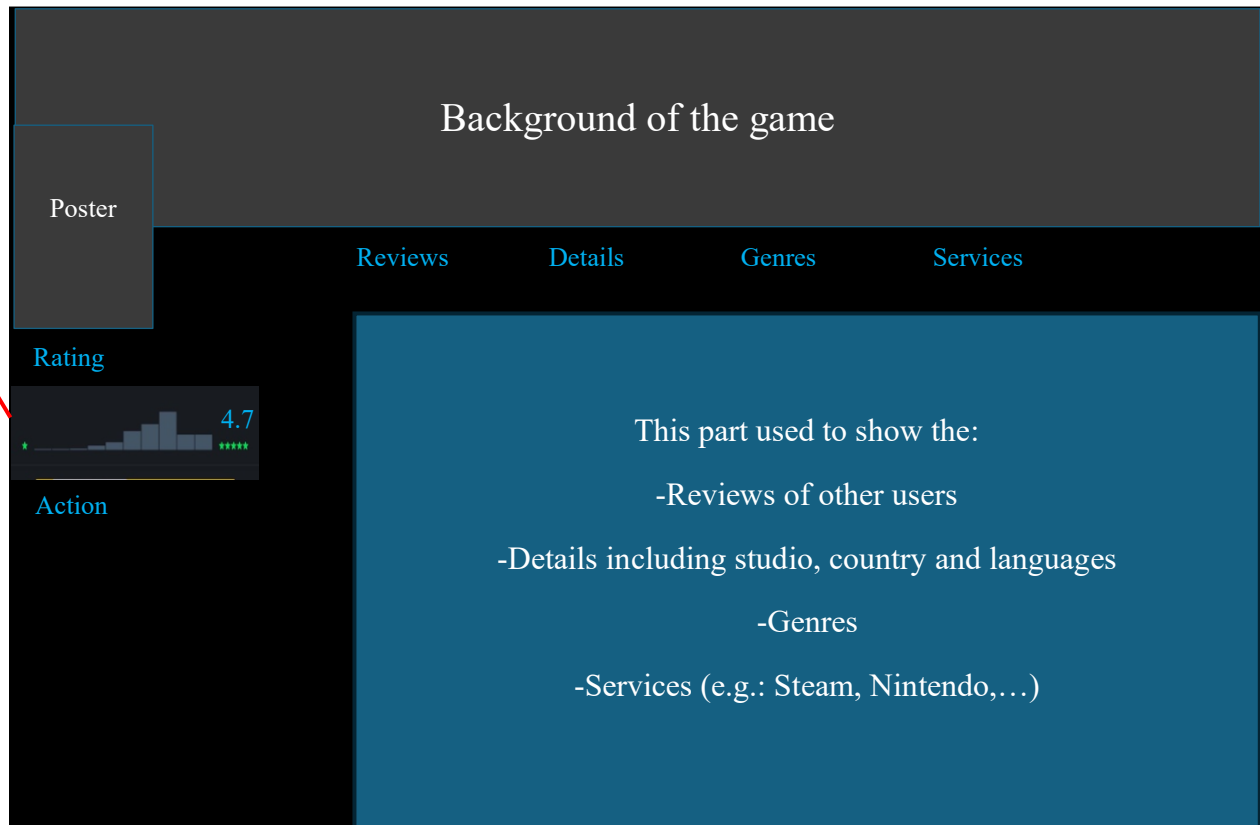 Background of the game
Poster
Reviews Details Genres Services
Rating
4.7
Action
This part used to show the:
-Reviews of other users
-Details including studio, country and languages
-Genres
-Services (e.g.: Steam, Nintendo,…)